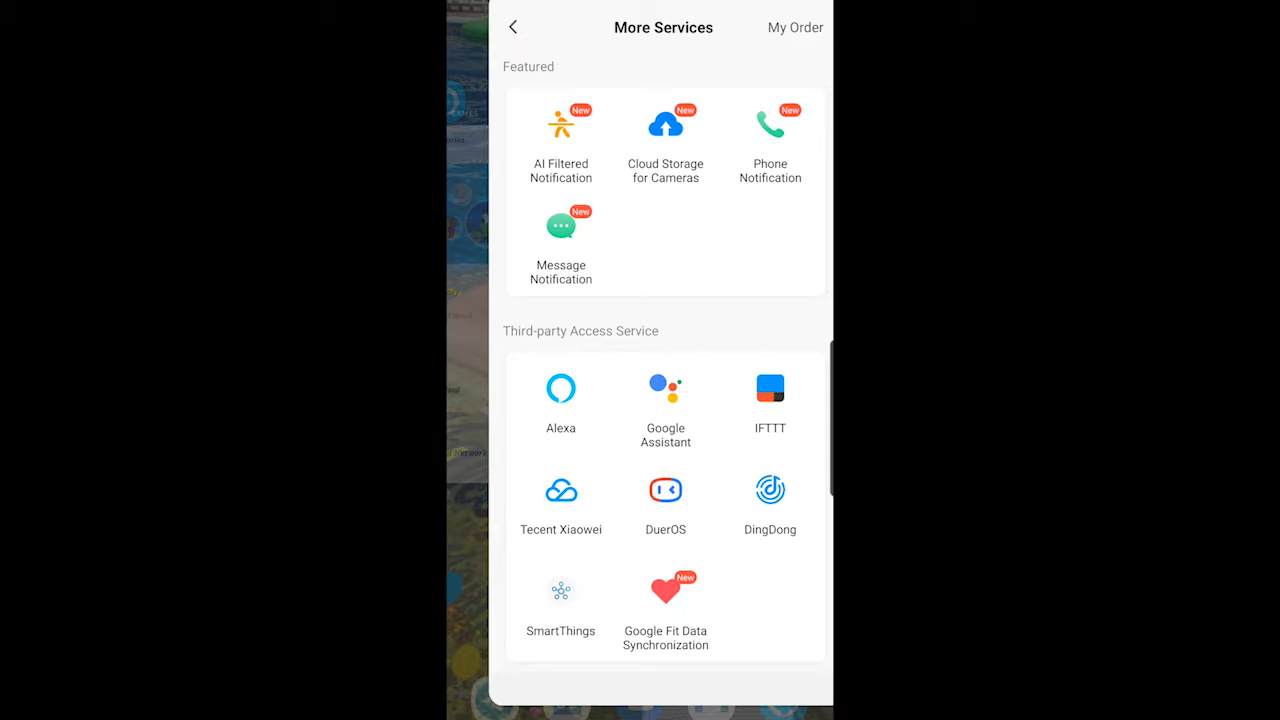 More Services
My Order
Featured
New
New
New
AI Filtered
Notification
Cloud Storage
for Cameras
Phone
Notification
New
Message
Notification
Third-party Access Service
Alexa
Google
Assistant
IFTTT
Tecent Xiaowei
DuerOS
DingDong
New
SmartThings
Google Fit Data
Synchronization